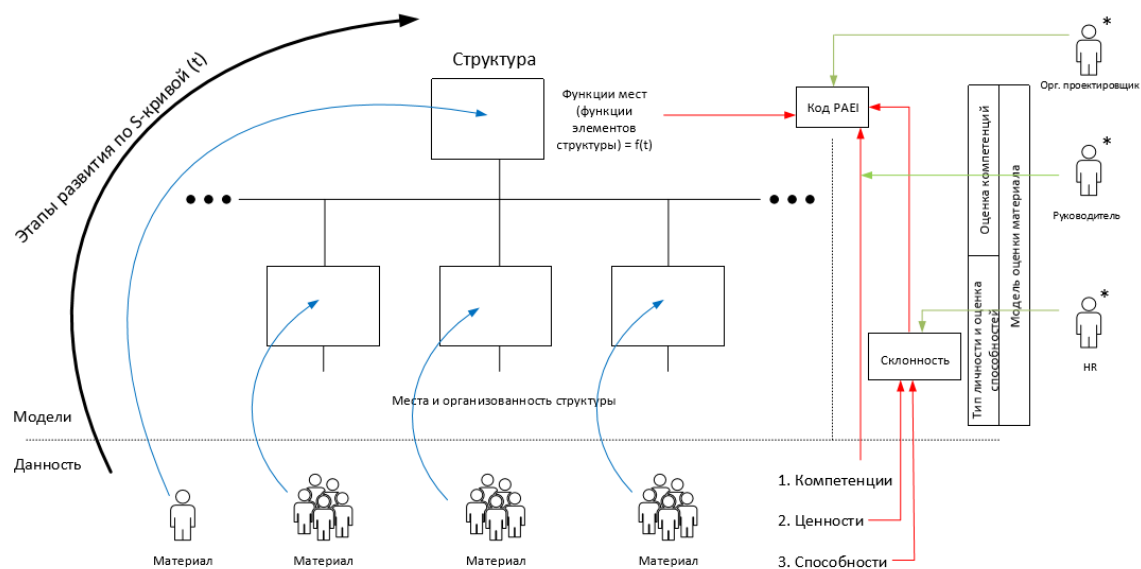 Этапы развития по S-кривой (t)
Структура
Функции мест
(функции
элементов
структуры) = f(t)
Код PAEI
*
Орг. проектировщик
*
Руководитель
*
HR
Оценка компетенций
Тип личности и оценка
способностей
Модель оценки материала
Склонность
Места и организованность структуры
Модели
Данность
1. Компетенции
2. Ценности
3. Способности
Материал
Материал
Материал
Материал